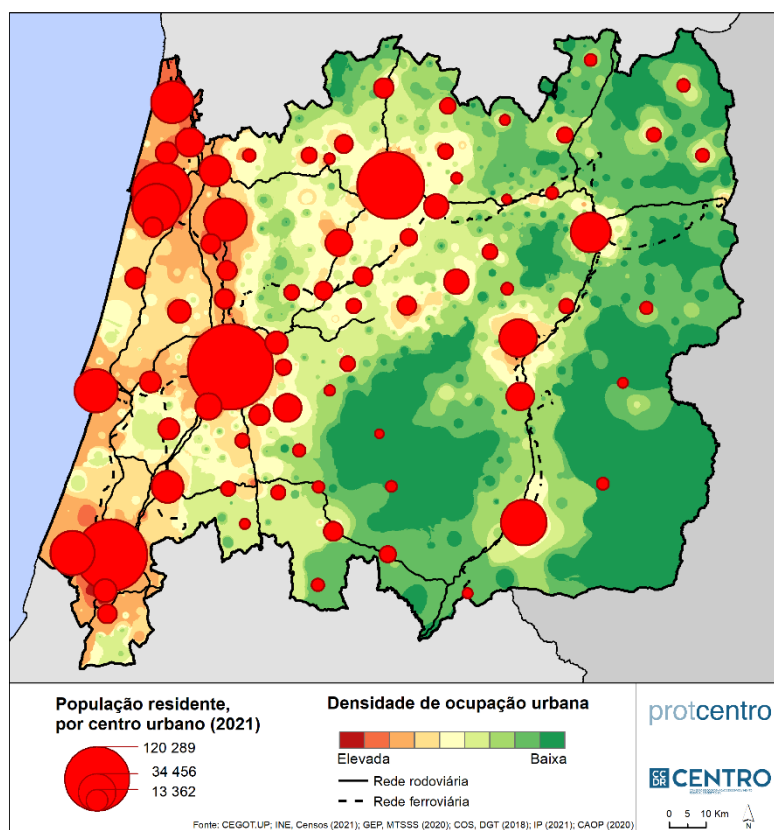 População residente,
por centro urbano (2021)
120 289
34 456
13 362
Densidade de ocupação urbana
Elevada
Baixa
Rede rodoviária
Rede ferroviária
protcentro
CCDR CENTRO
0 5 10 Km
N
Fonte: CEGOT.UP; INE, Censos (2021); GEP, MTSSS (2020); COS, DGT (2018); IP (2021); CAOP (2020)